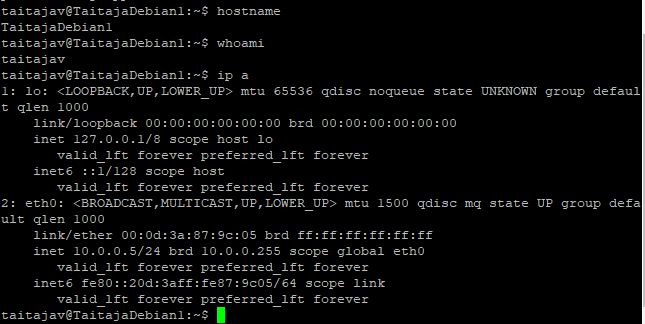 taitajav@TaitajaDebian1:~$ hostname
TaitajaDebian1
taitajav@TaitajaDebian1:~$ whoami
taitajav
taitajav@TaitajaDebian1:~$ ip a
1: lo: <LOOPBACK,UP,LOWER_UP> mtu 65536 qdisc noqueue state UNKNOWN group defaul
t qlen 1000
    link/loopback 00:00:00:00:00:00 brd 00:00:00:00:00:00
    inet 127.0.0.1/8 scope host lo
       valid_lft forever preferred_lft forever
    inet6 ::1/128 scope host
       valid_lft forever preferred_lft forever
2: eth0: <BROADCAST,MULTICAST,UP,LOWER_UP> mtu 1500 qdisc mq state UP group defa
ult qlen 1000
    link/ether 00:0d:3a:87:9c:05 brd ff:ff:ff:ff:ff:ff
    inet 10.0.0.5/24 brd 10.0.0.255 scope global eth0
       valid_lft forever preferred_lft forever
    inet6 fe80::20d:3aff:fe87:9c05/64 scope link
       valid_lft forever preferred_lft forever
taitajav@TaitajaDebian1:~$